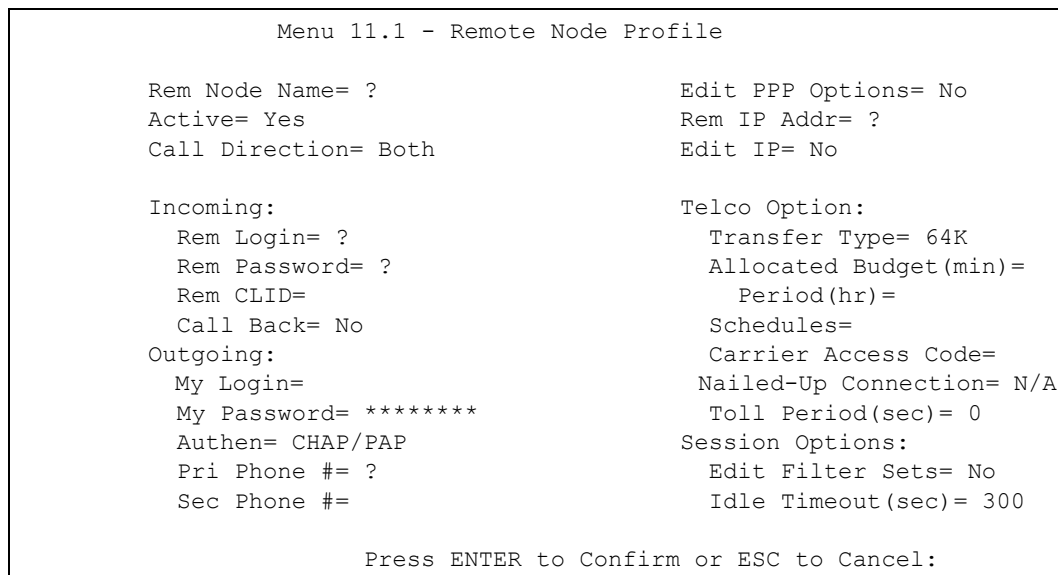 Menu 11.1 - Remote Node Profile
Rem Node Name= ? Edit PPP Options= No
Active= Yes Rem IP Addr= ?
Call Direction= Both Edit IP= No
Incoming: Telco Option:
Rem Login= ? Transfer Type= 64K
Rem Password= ? Allocated Budget(min)=
Rem CLID= Period(hr)=
Call Back= No Schedules=
Outgoing: Carrier Access Code=
My Login= Nailed-Up Connection= N/A
My Password= ******** Toll Period(sec)= 0
Authen= CHAP/PAP Session Options:
Pri Phone #= ? Edit Filter Sets= No
Sec Phone #= Idle Timeout(sec)= 300
Press ENTER to Confirm or ESC to Cancel: